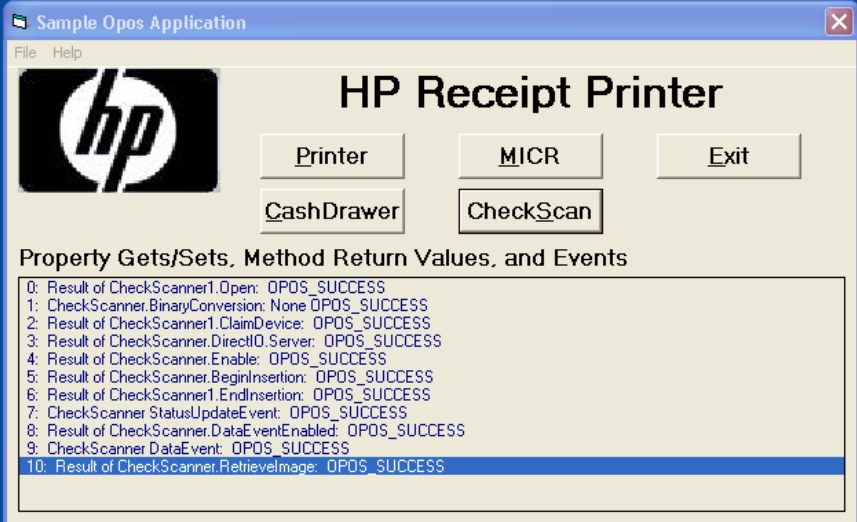 Sample Opos Application
File Help
hp
HP Receipt Printer
Printer MICR Exit
CashDrawer CheckScan
Property Gets/Sets, Method Return Values, and Events
0: Result of CheckScanner1.Open: OPOS_SUCCESS
1: CheckScanner.BinaryConversion: None OPOS_SUCCESS
2: Result of CheckScanner1.ClaimDevice: OPOS_SUCCESS
3: Result of CheckScanner.DirectIO.Server: OPOS_SUCCESS
4: Result of CheckScanner.Enable: OPOS_SUCCESS
5: Result of CheckScanner.BeginInsertion: OPOS_SUCCESS
6: Result of CheckScanner1.EndInsertion: OPOS_SUCCESS
7: CheckScanner StatusUpdateEvent: OPOS_SUCCESS
8: Result of CheckScanner.DataEventEnabled: OPOS_SUCCESS
9: CheckScanner DataEvent: OPOS_SUCCESS
10: Result of CheckScanner.RetrieveImage: OPOS_SUCCESS